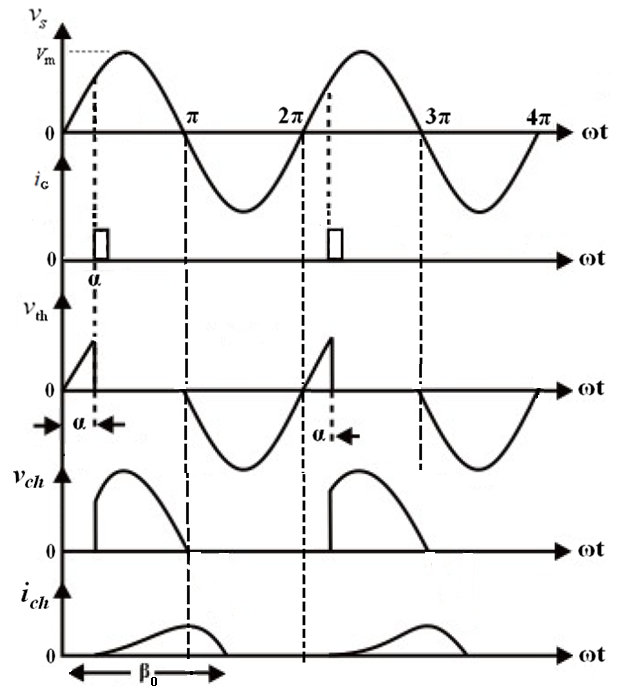 v_s
V_m
π 2π 3π 4π
0 ωt
i_G
0 ωt
α
v_th
0 ωt
α α
v_ch
0 ωt
i_ch
0 ωt
β_0